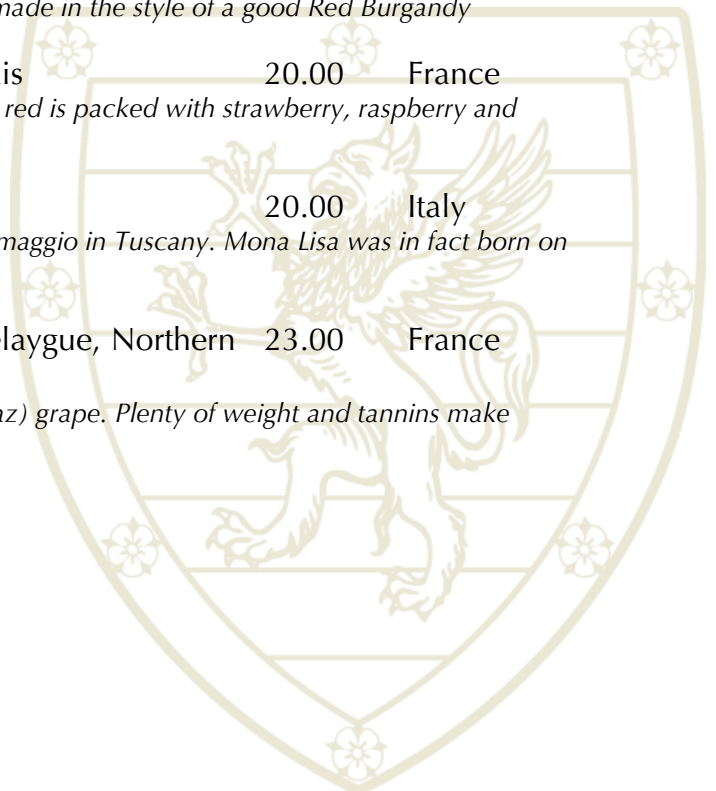 made in the style of a good Red Burgandy
is 20.00 France
red is packed with strawberry, raspberry and
20.00 Italy
maggio in Tuscany. Mona Lisa was in fact born on
elaygue, Northern 23.00 France
az) grape. Plenty of weight and tannins make